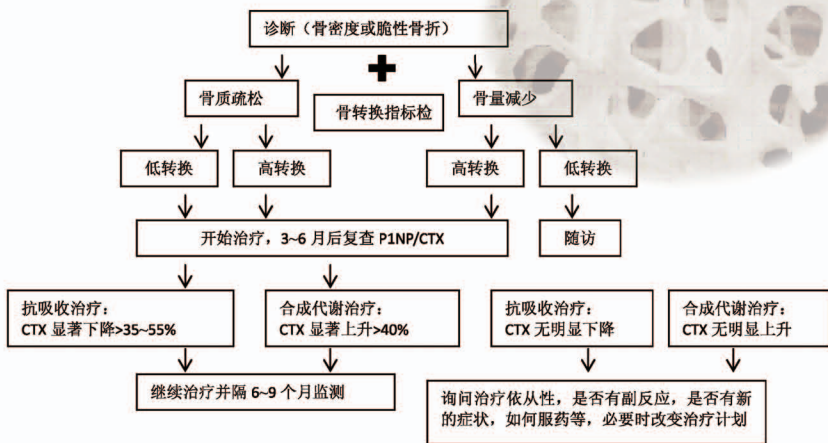 诊断（骨密度或脆性骨折）
骨质疏松
骨转换指标检
骨量减少
低转换
高转换
高转换
低转换
开始治疗，3~6 月后复查 P1NP/CTX
随访
抗吸收治疗：
CTX 显著下降>35~55%
合成代谢治疗：
CTX 显著上升>40%
抗吸收治疗：
CTX 无明显下降
合成代谢治疗：
CTX 无明显上升
继续治疗并隔 6~9 个月监测
询问治疗依从性，是否有副反应，是否有新
的症状，如何服药等，必要时改变治疗计划